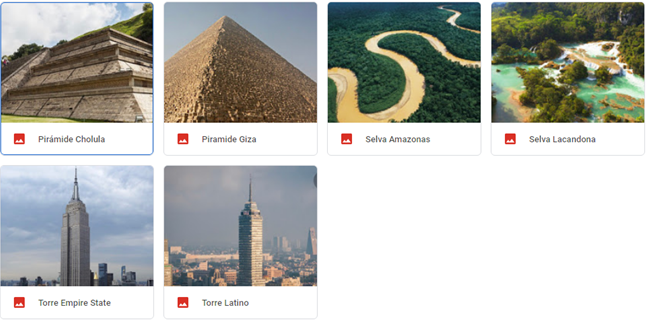 Pirámide Cholula
Piramide Giza
Selva Amazonas
Selva Lacandona
Torre Empire State
Torre Latino